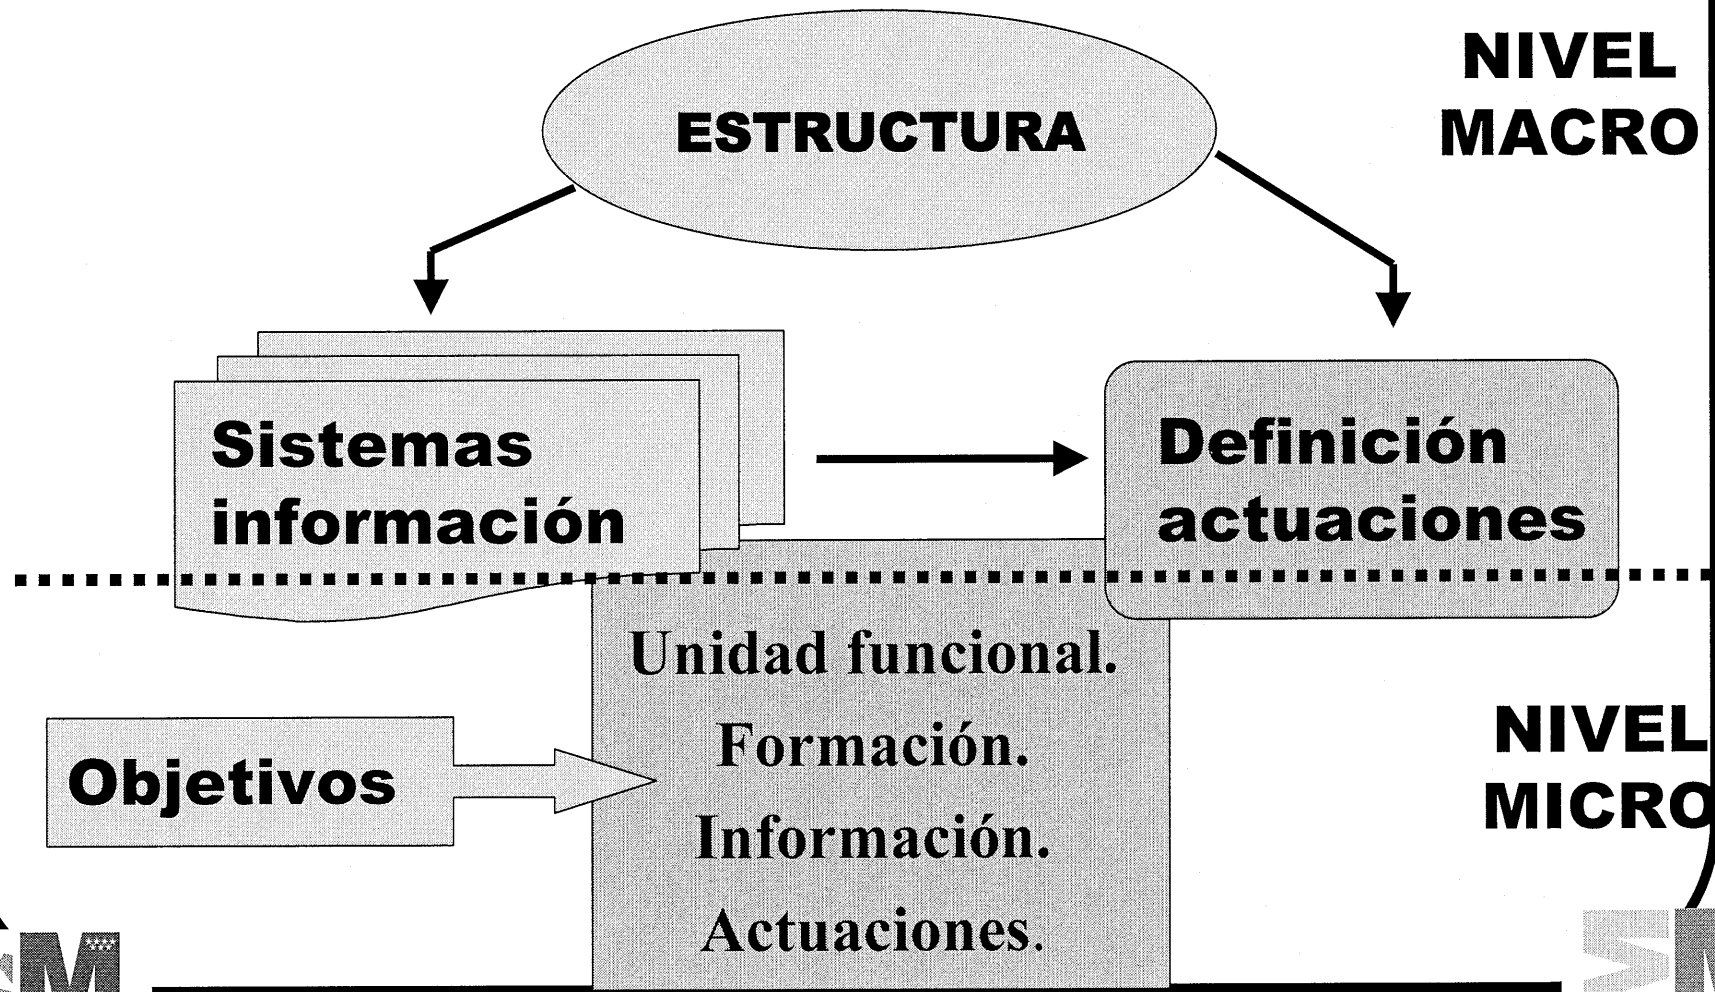 NIVEL
MACRO
ESTRUCTURA
Sistemas
información
Definición
actuaciones
Unidad funcional.
Formación.
Información.
Actuaciones.
Objetivos
NIVEL
MICRO
M
M